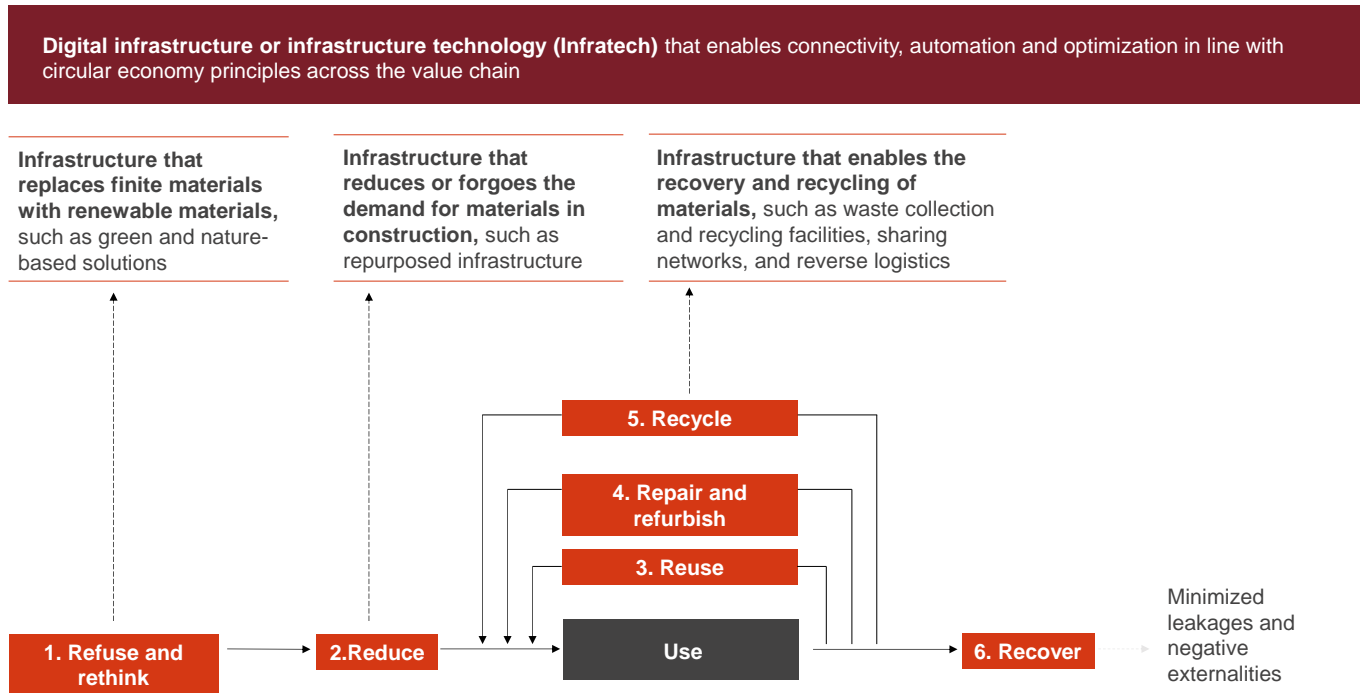 Digital infrastructure or infrastructure technology (Infratech) that enables connectivity, automation and optimization in line with
circular economy principles across the value chain
Infrastructure that
replaces finite materials
with renewable materials,
such as green and nature-
based solutions
Infrastructure that
reduces or forgoes the
demand for materials in
construction, such as
repurposed infrastructure
Infrastructure that enables the
recovery and recycling of
materials, such as waste collection
and recycling facilities, sharing
networks, and reverse logistics
5. Recycle
4. Repair and
refurbish
3. Reuse
1. Refuse and
rethink
2.Reduce
Use
6. Recover
Minimized
leakages and
negative
externalities